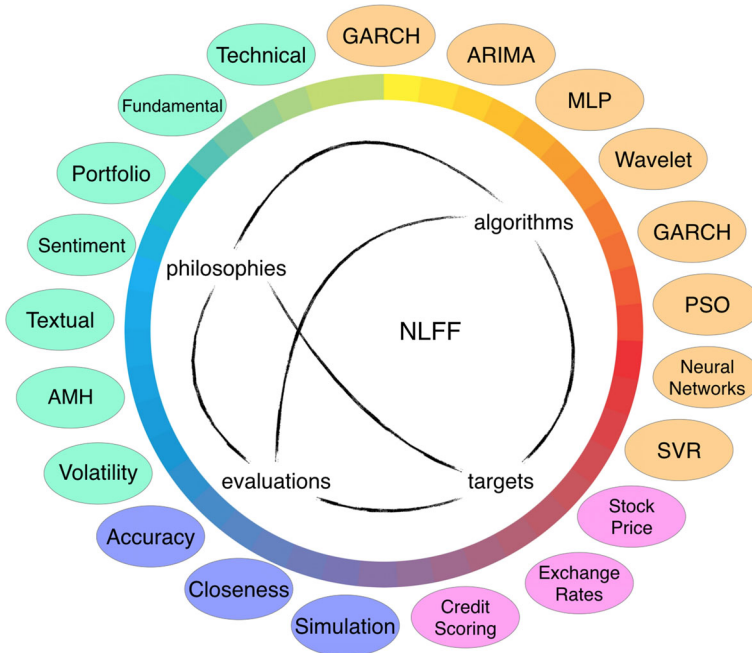 GARCH
Technical
ARIMA
Fundamental
MLP
Portfolio
Wavelet
algorithms
Sentiment
GARCH
philosophies
Textual
NLFF
PSO
AMH
Neural
Networks
Volatility
SVR
evaluations
targets
Accuracy
Stock
Price
Closeness
Exchange
Rates
Simulation
Credit
Scoring